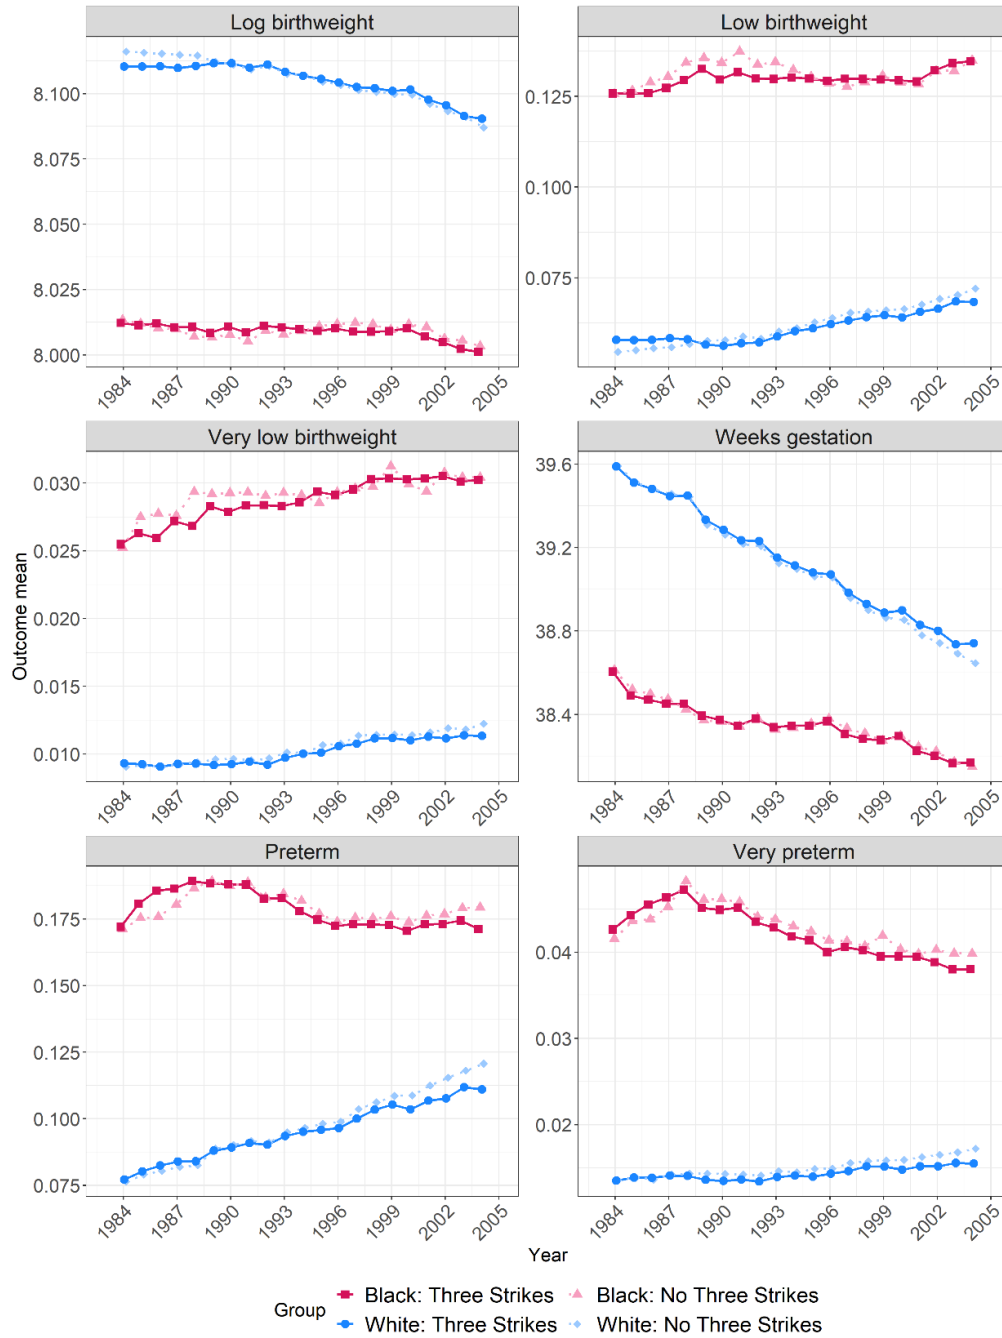 Log birthweight
Low birthweight
8.100
8.075
8.050
8.025
8.000
0.125
0.100
0.075
1984 1987 1990 1993 1996 1999 2002 2005
1984 1987 1990 1993 1996 1999 2002 2005
Very low birthweight
Weeks gestation
0.030
0.025
0.020
0.015
0.010
39.6
39.2
38.8
38.4
1984 1987 1990 1993 1996 1999 2002 2005
1984 1987 1990 1993 1996 1999 2002 2005
Outcome mean
Preterm
Very preterm
0.175
0.150
0.125
0.100
0.075
0.04
0.03
0.02
1984 1987 1990 1993 1996 1999 2002 2005
1984 1987 1990 1993 1996 1999 2002 2005
Year
Group
Black: Three Strikes
Black: No Three Strikes
White: Three Strikes
White: No Three Strikes